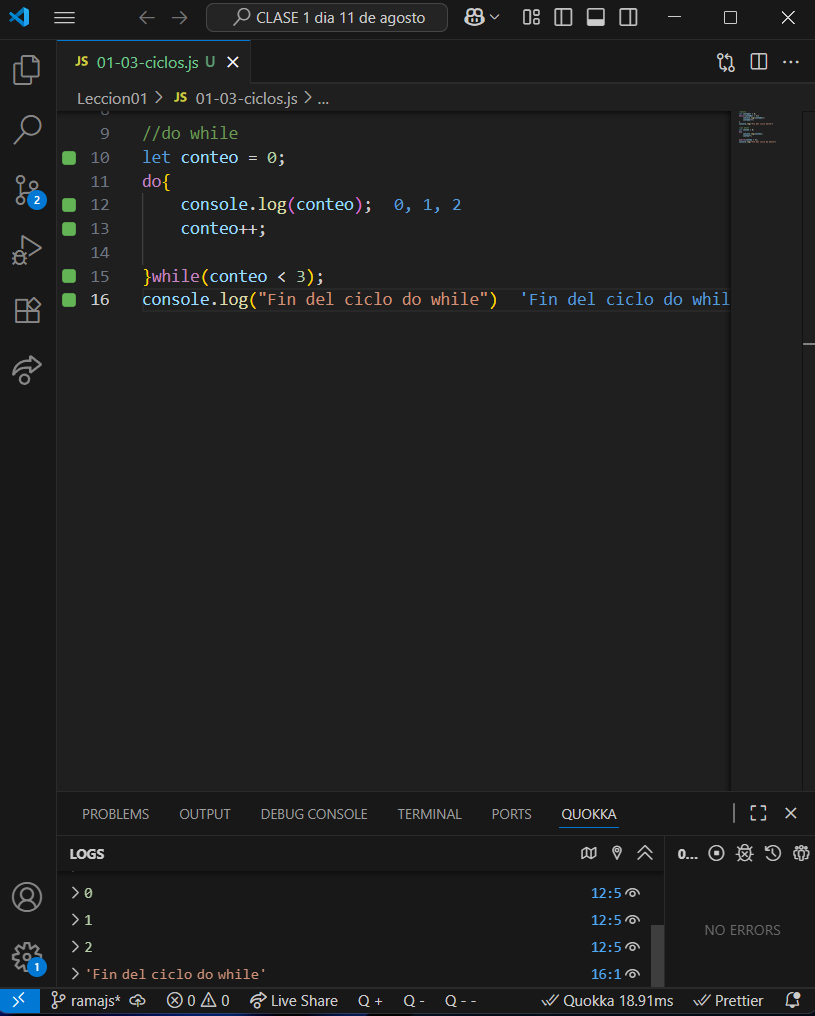 CLASE 1 dia 11 de agosto
JS 01-03-ciclos.js U
Leccion01 > JS 01-03-ciclos.js > ...
8
9 //do while
10 let conteo = 0;
11 do{
12 console.log(conteo); 0, 1, 2
13 conteo++;
14
15 }while(conteo < 3);
16 console.log("Fin del ciclo do while") 'Fin del ciclo do whil
2
PROBLEMS OUTPUT DEBUG CONSOLE TERMINAL PORTS QUOKKA
LOGS 0...
> 0 12:5
> 1 12:5
> 2 12:5
> 'Fin del ciclo do while' 16:1
NO ERRORS
1
ramajs* 0 0 Live Share Q + Q - Q - - Quokka 18.91ms Prettier